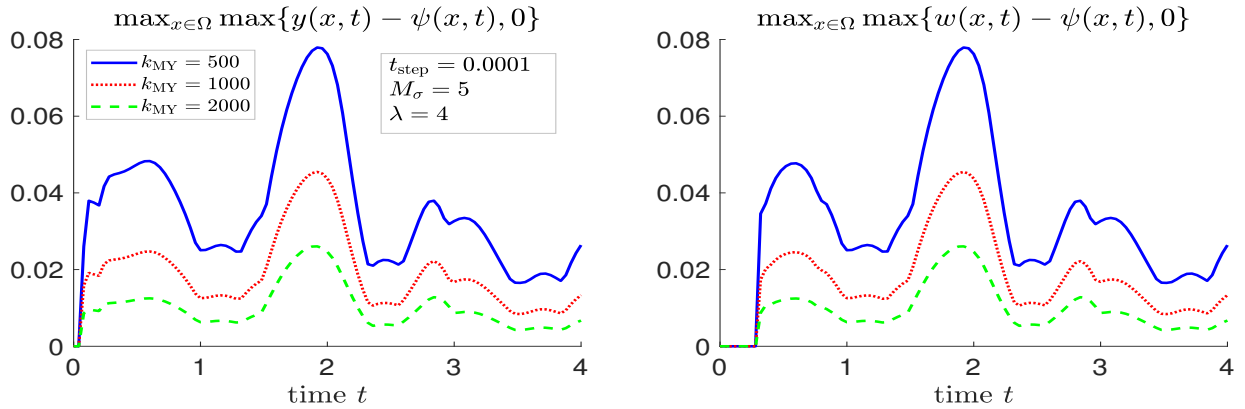 max_{x∈Ω} max{y(x, t) − ψ(x, t), 0}
0.08
0.06
0.04
0.02
0
k_MY = 500
k_MY = 1000
k_MY = 2000
t_step = 0.0001
M_σ = 5
λ = 4
0 1 2 3 4
time t
max_{x∈Ω} max{w(x, t) − ψ(x, t), 0}
0.08
0.06
0.04
0.02
0
0 1 2 3 4
time t